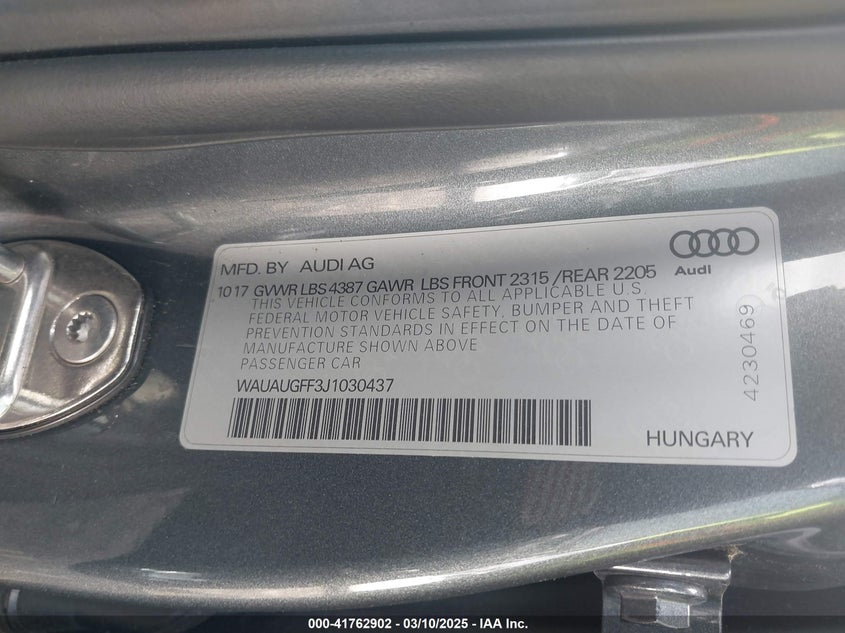 MFD. BY AUDI AG
Audi
10 17 GVWR LBS 4387 GAWR LBS FRONT 2315 /REAR 2205
THIS VEHICLE CONFORMS TO ALL APPLICABLE U.S.
FEDERAL MOTOR VEHICLE SAFETY, BUMPER AND THEFT
PREVENTION STANDARDS IN EFFECT ON THE DATE OF
MANUFACTURE SHOWN ABOVE
PASSENGER CAR
WAUAUGFF3J1030437
HUNGARY
4230469
000-41762902 - 03/10/2025 - IAA Inc.